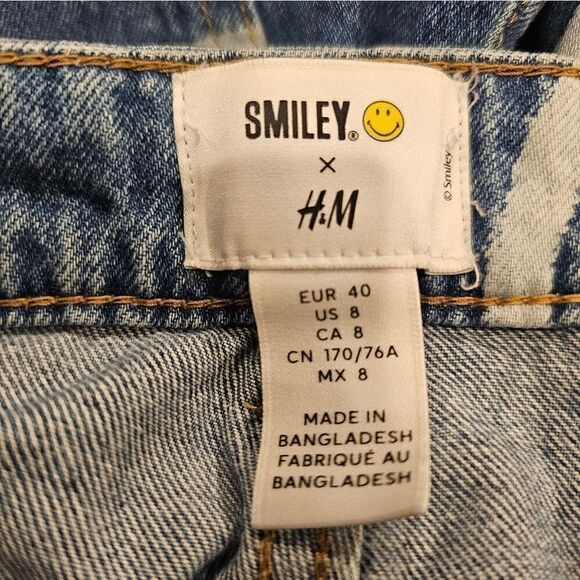 SMILEY®
×
H&M
© Smiley
EUR 40
US 8
CA 8
CN 170/76A
MX 8
MADE IN
BANGLADESH
FABRIQUÉ AU
BANGLADESH